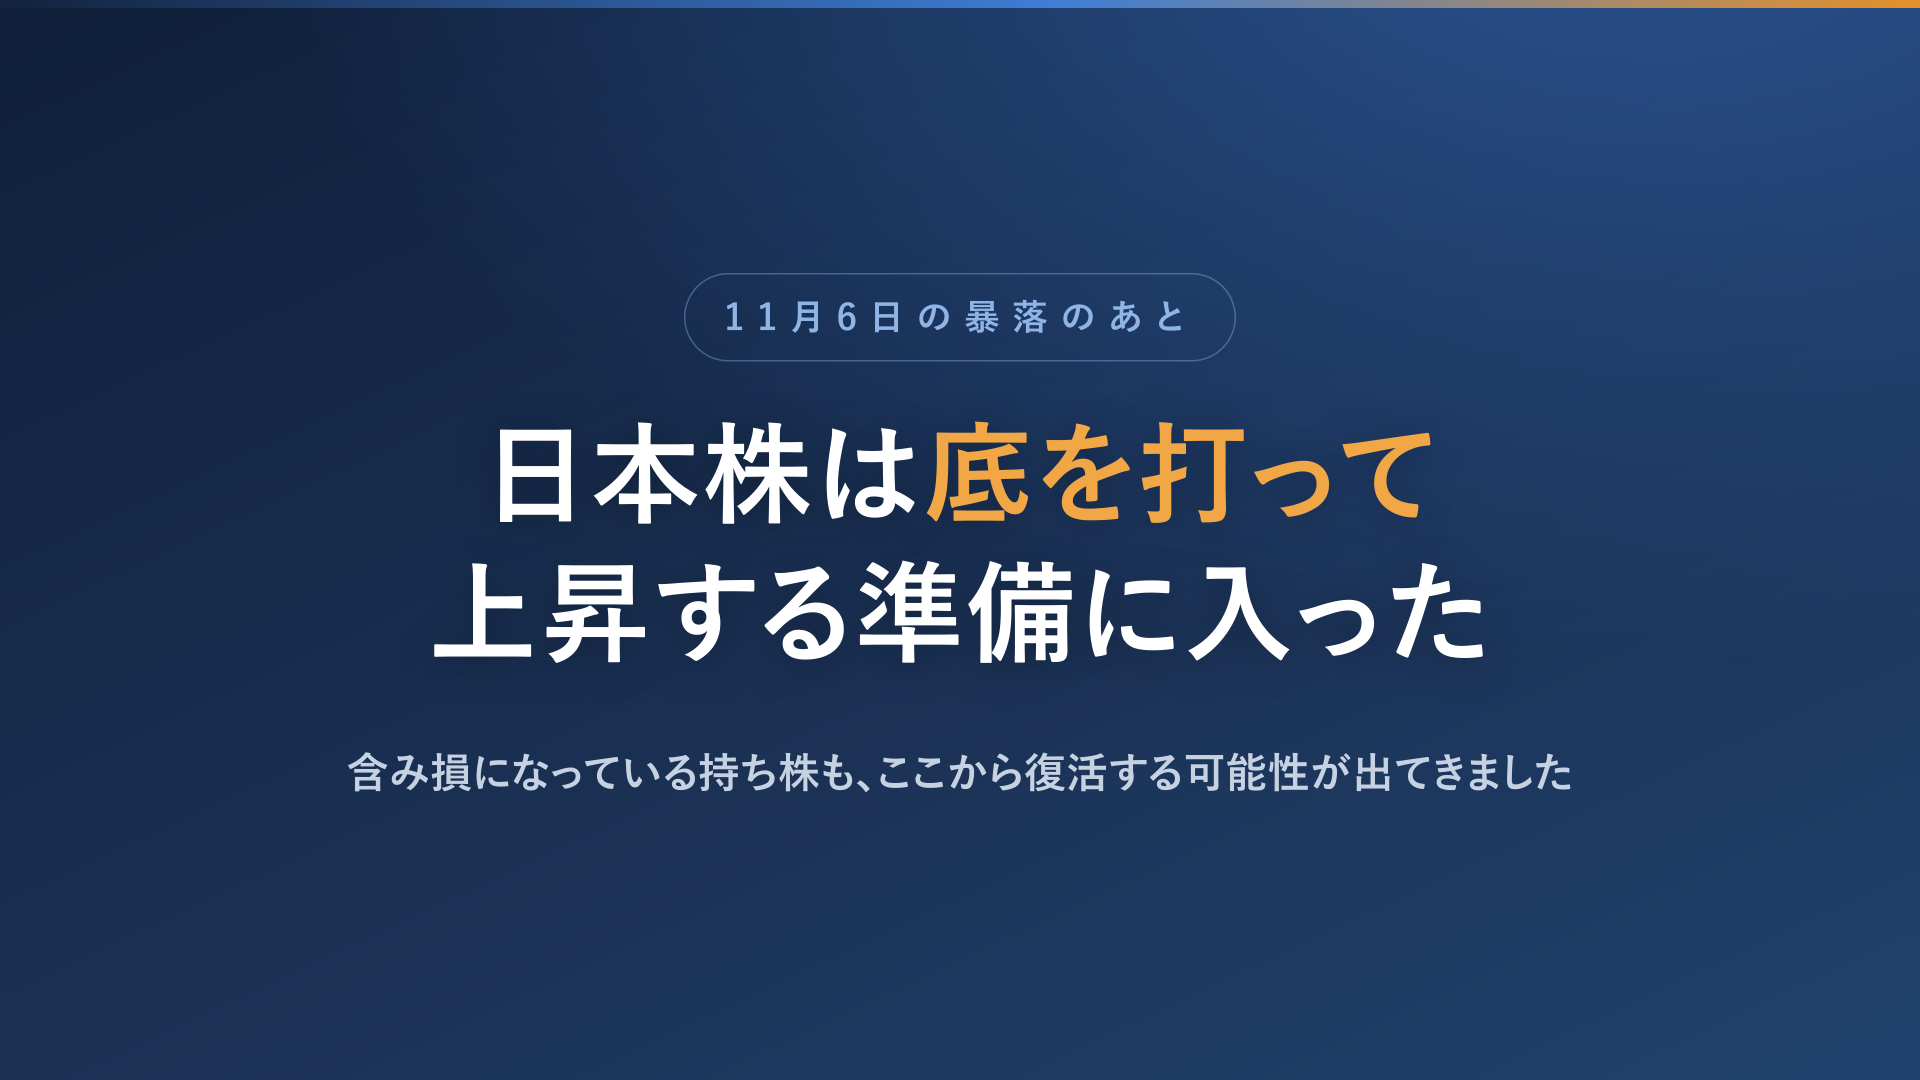 11月6日の暴落のあと
日本株は底を打って
上昇する準備に入った
含み損になっている持ち株も、ここから復活する可能性が出てきました